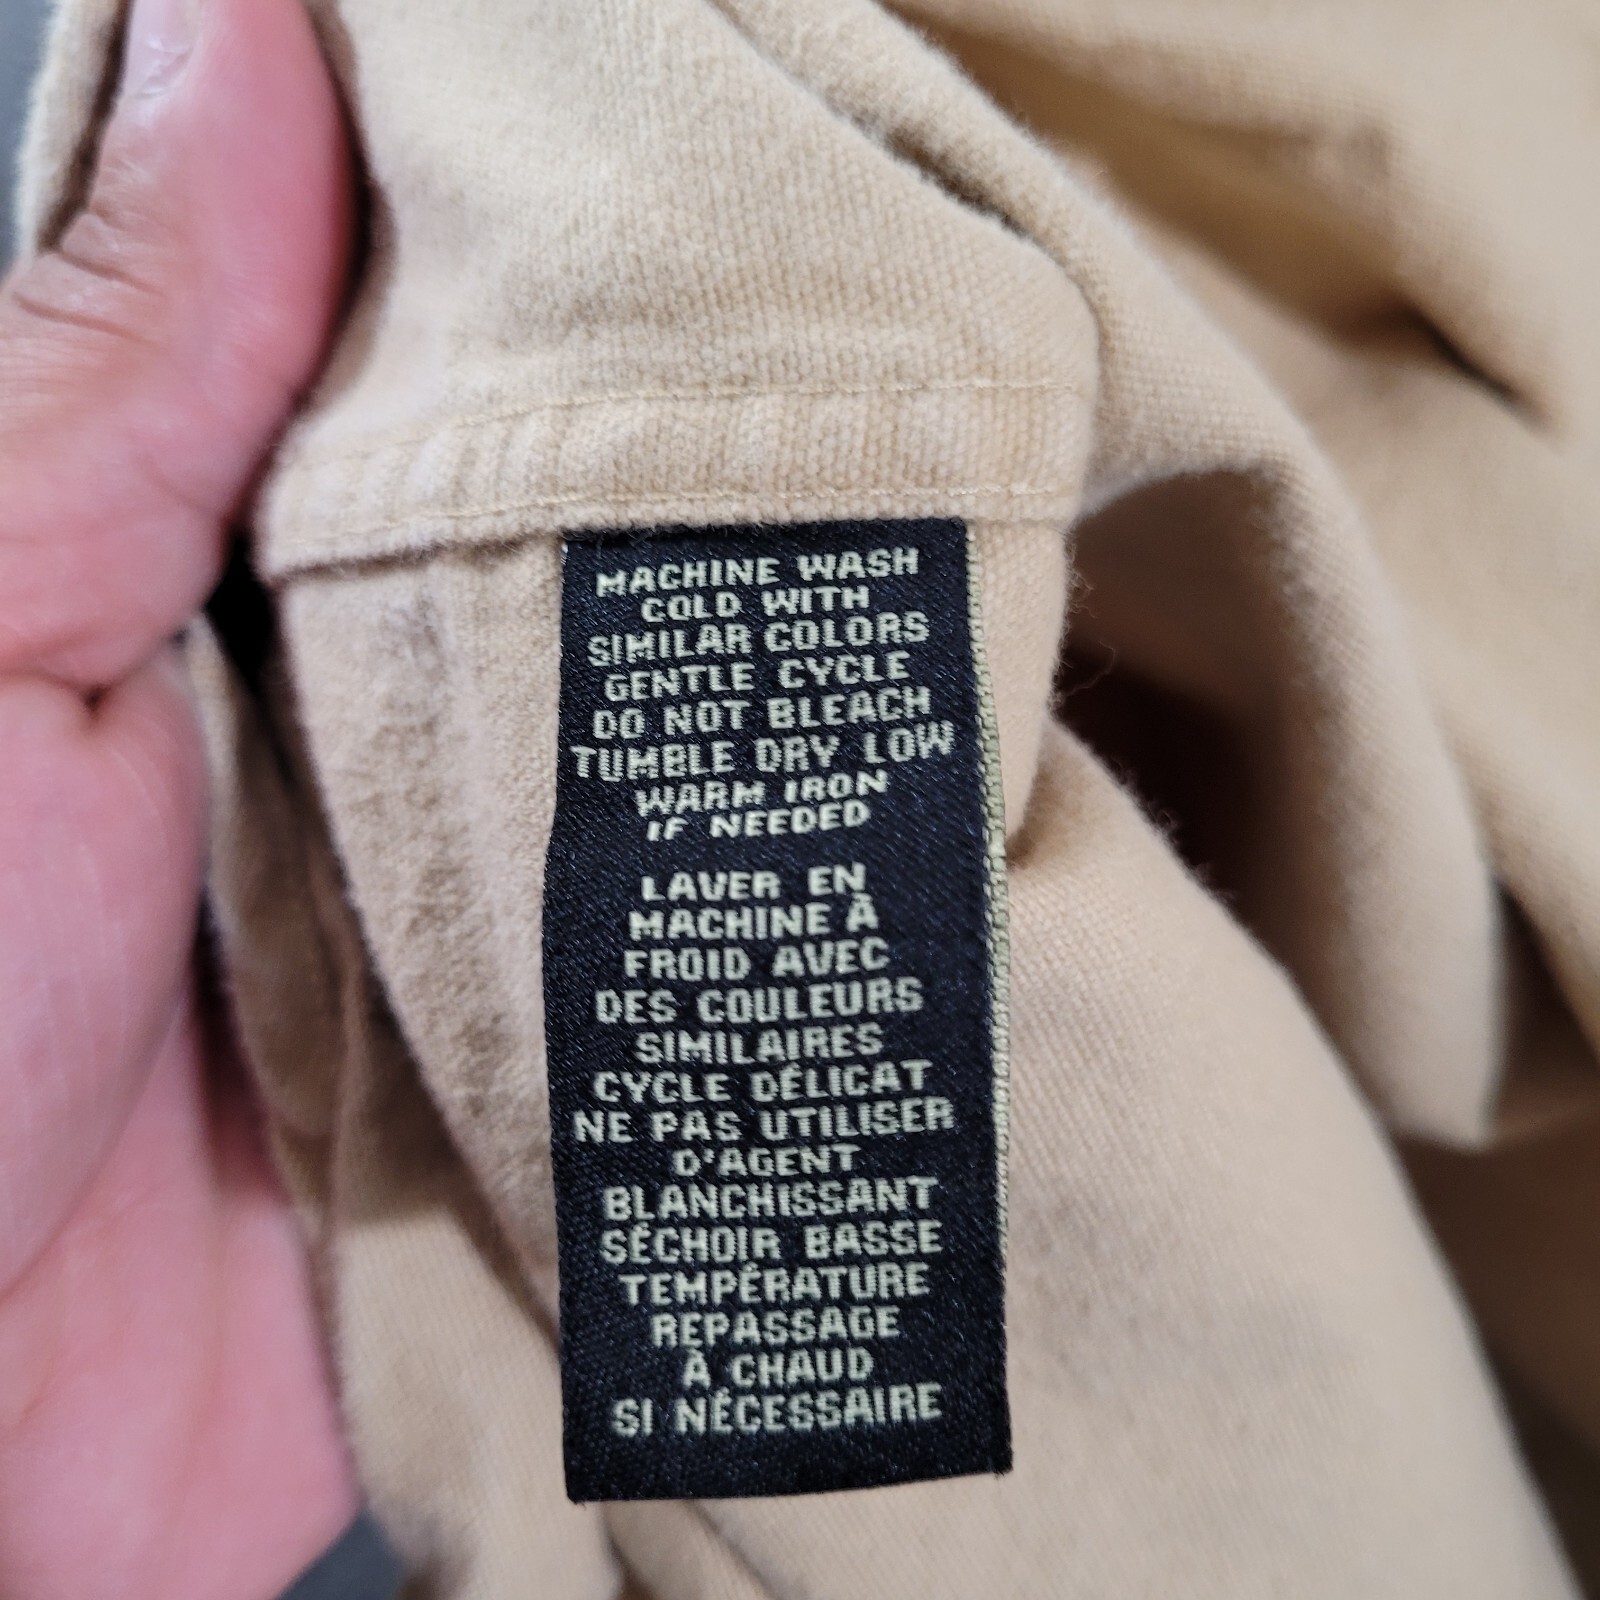 MACHINE WASH
COLD WITH
SIMILAR COLORS
GENTLE CYCLE
DO NOT BLEACH
TUMBLE DRY LOW
WARM IRON
IF NEEDED
LAVER EN
MACHINE À
FROID AVEC
DES COULEURS
SIMILAIRES
CYCLE DÉLICAT
NE PAS UTILISER
D'AGENT
BLANCHISSANT
SÉCHOIR BASSE
TEMPÉRATURE
REPASSAGE
À CHAUD
SI NÉCESSAIRE